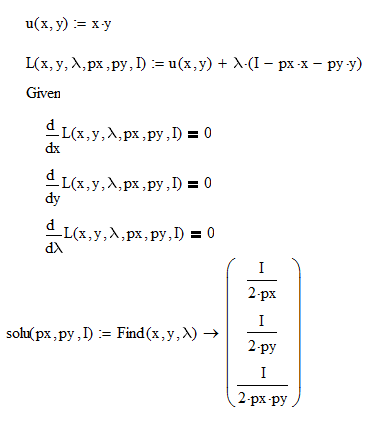 u(x, y) := x·y
L(x, y, λ, px, py, I) := u(x, y) + λ·(I − px·x − py·y)
Given
d/dx L(x, y, λ, px, py, I) = 0
d/dy L(x, y, λ, px, py, I) = 0
d/dλ L(x, y, λ, px, py, I) = 0
solu(px, py, I) := Find(x, y, λ) → ( I/(2·px) ; I/(2·py) ; I/(2·px·py) )